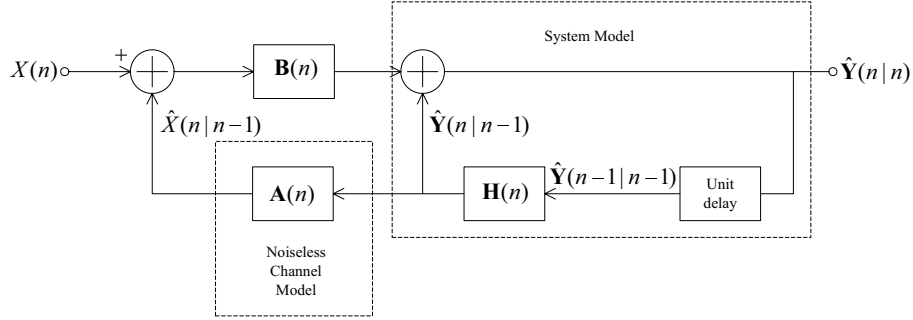 System Model
+
X(n)
B(n)
Ŷ(n | n)
X̂(n | n−1)
Ŷ(n | n−1)
A(n)
H(n)
Ŷ(n−1 | n−1)
Unit
delay
Noiseless
Channel
Model